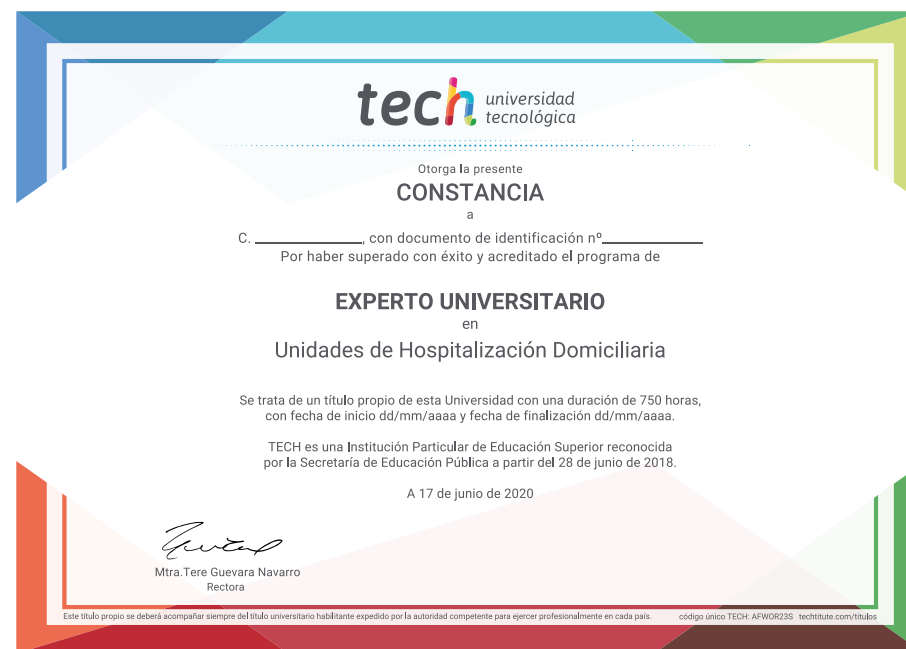 tech universidad
tecnológica
Otorga la presente
CONSTANCIA
a
C. ______________, con documento de identificación nº_____________
Por haber superado con éxito y acreditado el programa de
EXPERTO UNIVERSITARIO
en
Unidades de Hospitalización Domiciliaria
Se trata de un título propio de esta Universidad con una duración de 750 horas,
con fecha de inicio dd/mm/aaaa y fecha de finalización dd/mm/aaaa.
TECH es una Institución Particular de Educación Superior reconocida
por la Secretaría de Educación Pública a partir del 28 de junio de 2018.
A 17 de junio de 2020
Mtra.Tere Guevara Navarro
Rectora
Este título propio se deberá acompañar siempre del título universitario habilitante expedido por la autoridad competente para ejercer profesionalmente en cada país. código único TECH: AFWOR23S techtitute.com/titulos